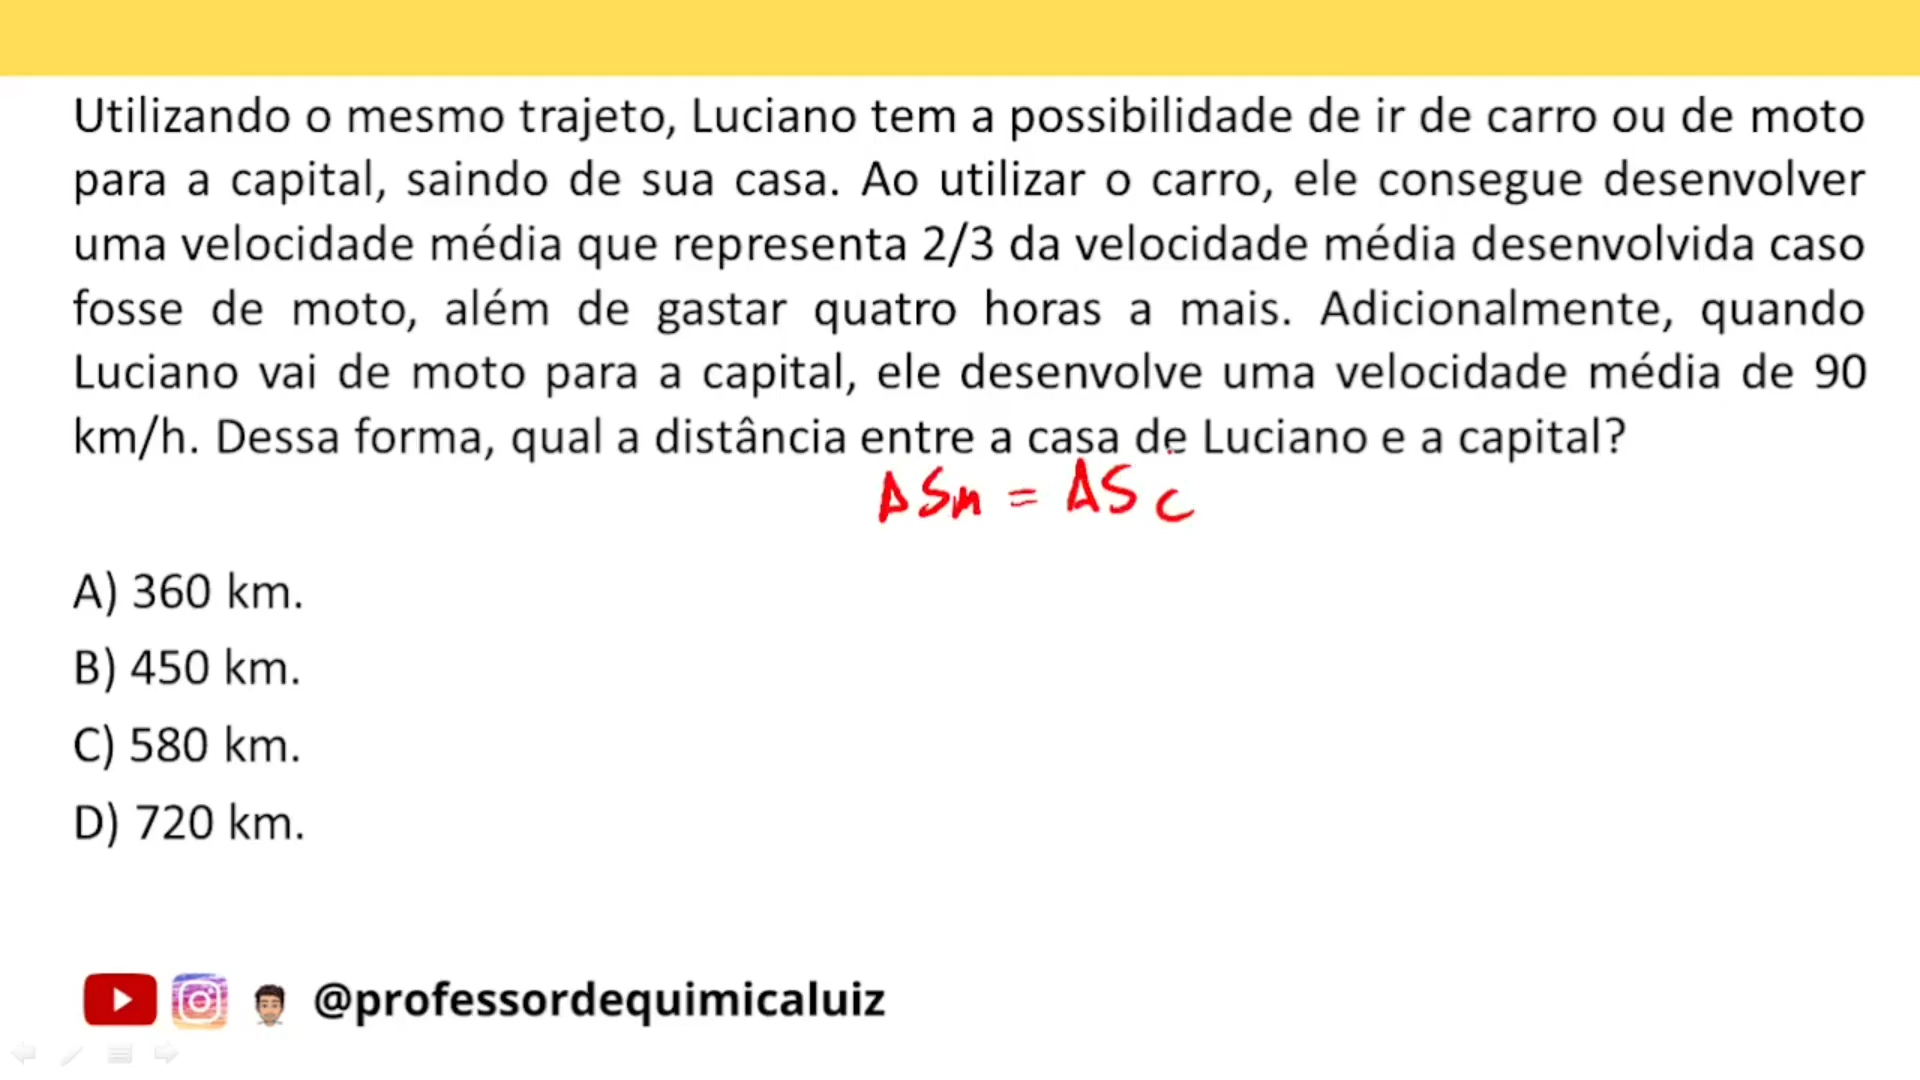 Utilizando o mesmo trajeto, Luciano tem a possibilidade de ir de carro ou de moto
para a capital, saindo de sua casa. Ao utilizar o carro, ele consegue desenvolver
uma velocidade média que representa 2/3 da velocidade média desenvolvida caso
fosse de moto, além de gastar quatro horas a mais. Adicionalmente, quando
Luciano vai de moto para a capital, ele desenvolve uma velocidade média de 90
km/h. Dessa forma, qual a distância entre a casa de Luciano e a capital?
ΔSm = ΔSc
A) 360 km.
B) 450 km.
C) 580 km.
D) 720 km.
@professordequimicaluiz